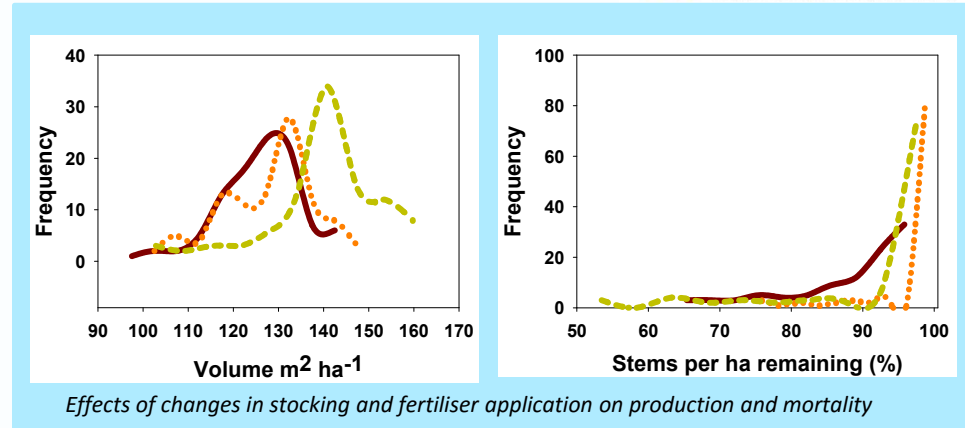 40
30
20
10
0
Frequency
90 100 110 120 130 140 150 160 170
Volume m² ha⁻¹
100
80
60
40
20
0
Frequency
50 60 70 80 90 100
Stems per ha remaining (%)
Effects of changes in stocking and fertiliser application on production and mortality